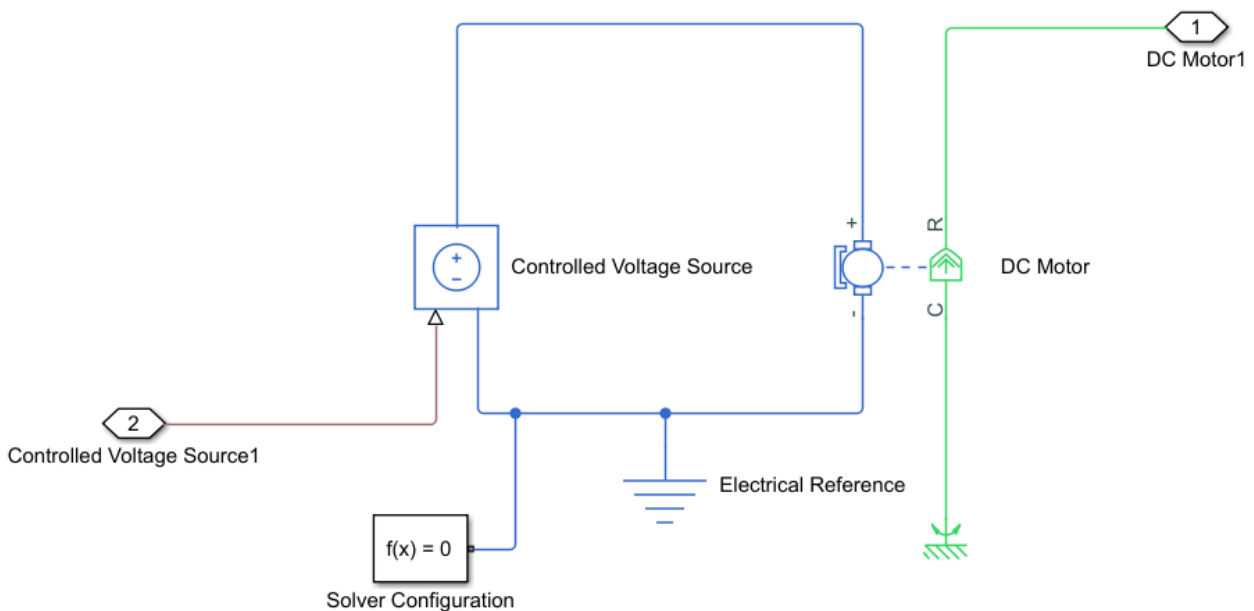 1
DC Motor1
+
R
Controlled Voltage Source
DC Motor
-
C
2
Controlled Voltage Source1
Electrical Reference
f(x) = 0
Solver Configuration